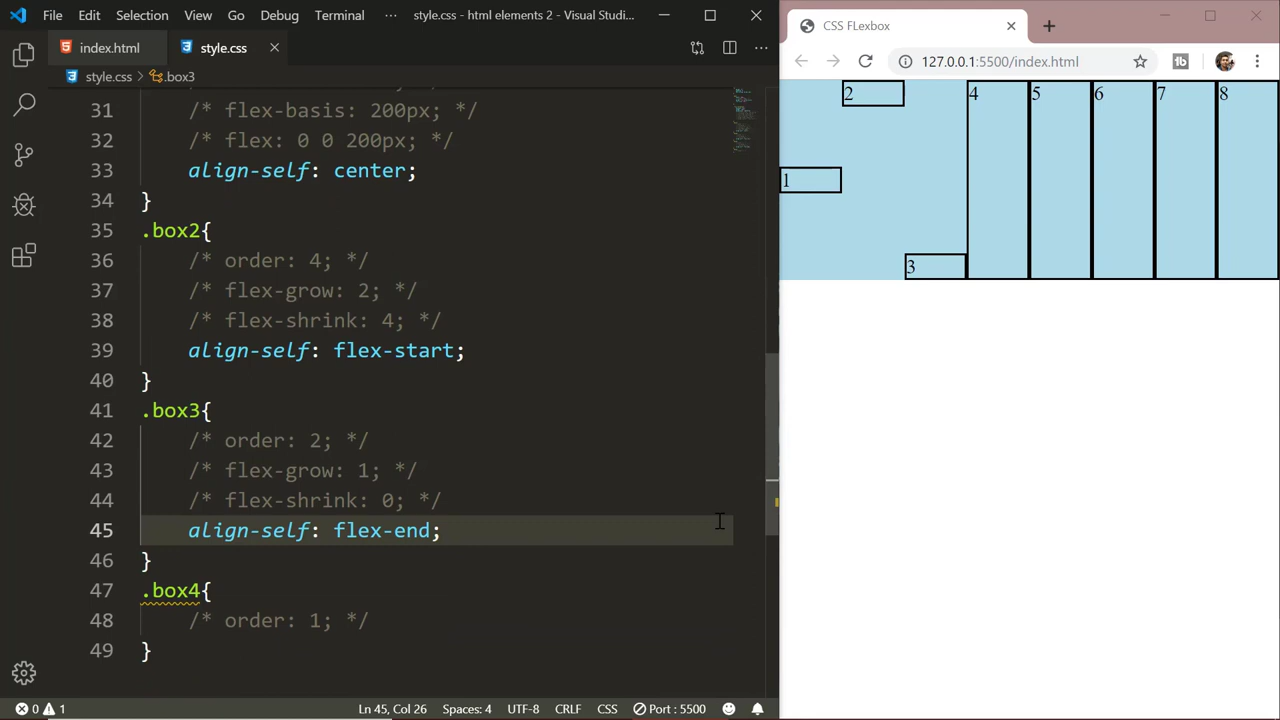 File Edit Selection View Go Debug Terminal ··· style.css - html elements 2 - Visual Studi...
index.html style.css
style.css > .box3
31 /* flex-basis: 200px; */
32 /* flex: 0 0 200px; */
33 align-self: center;
34 }
35 .box2{
36 /* order: 4; */
37 /* flex-grow: 2; */
38 /* flex-shrink: 4; */
39 align-self: flex-start;
40 }
41 .box3{
42 /* order: 2; */
43 /* flex-grow: 1; */
44 /* flex-shrink: 0; */
45 align-self: flex-end;
46 }
47 .box4{
48 /* order: 1; */
49 }
0 1 Ln 45, Col 26 Spaces: 4 UTF-8 CRLF CSS Port : 5500
CSS FLexbox
127.0.0.1:5500/index.html
2 4 5 6 7 8
1
3